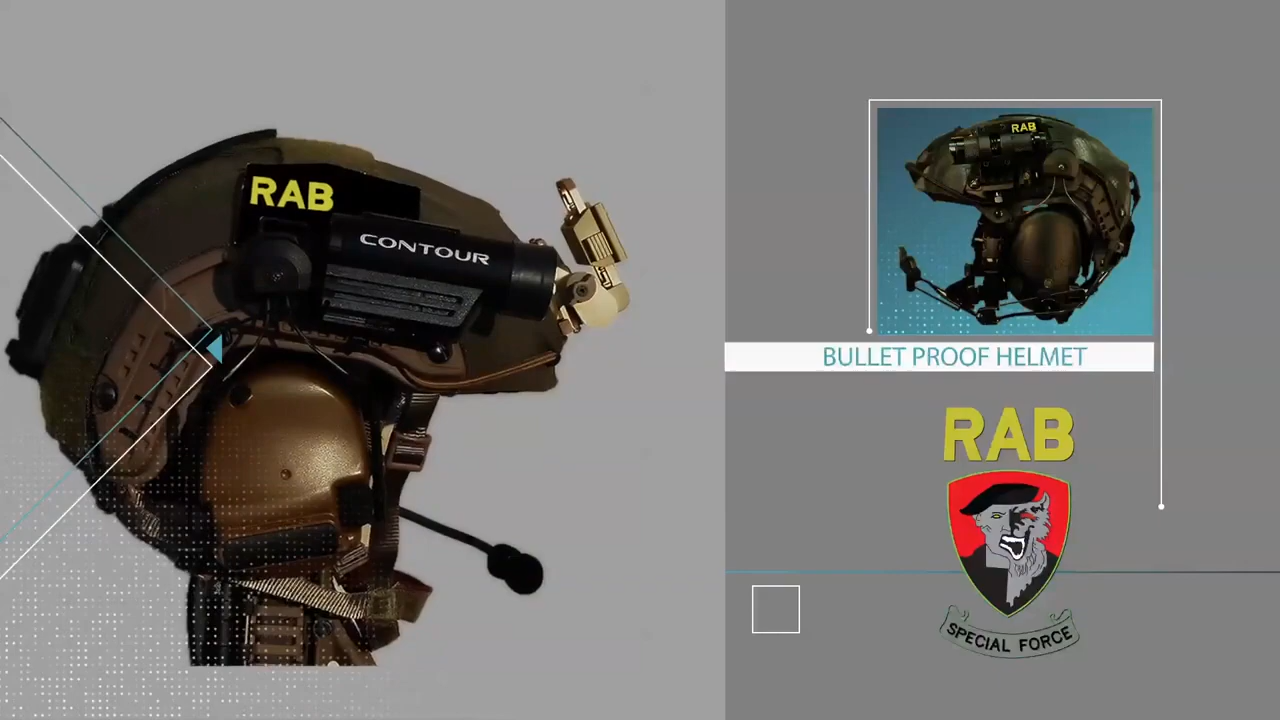 RAB
CONTOUR
RAB
BULLET PROOF HELMET
RAB
SPECIAL FORCE